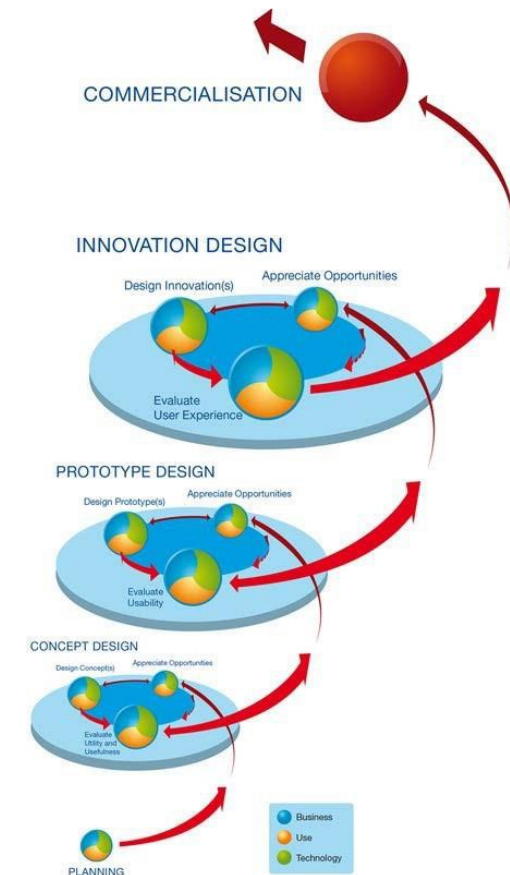 COMMERCIALISATION
INNOVATION DESIGN
Design Innovation(s)
Appreciate Opportunities
Evaluate
User Experience
PROTOTYPE DESIGN
Design Prototype(s)
Appreciate Opportunities
Evaluate
Usability
CONCEPT DESIGN
Design Concept(s)
Appreciate Opportunities
Evaluate
Utility and
Usefulness
PLANNING
Business
Use
Technology